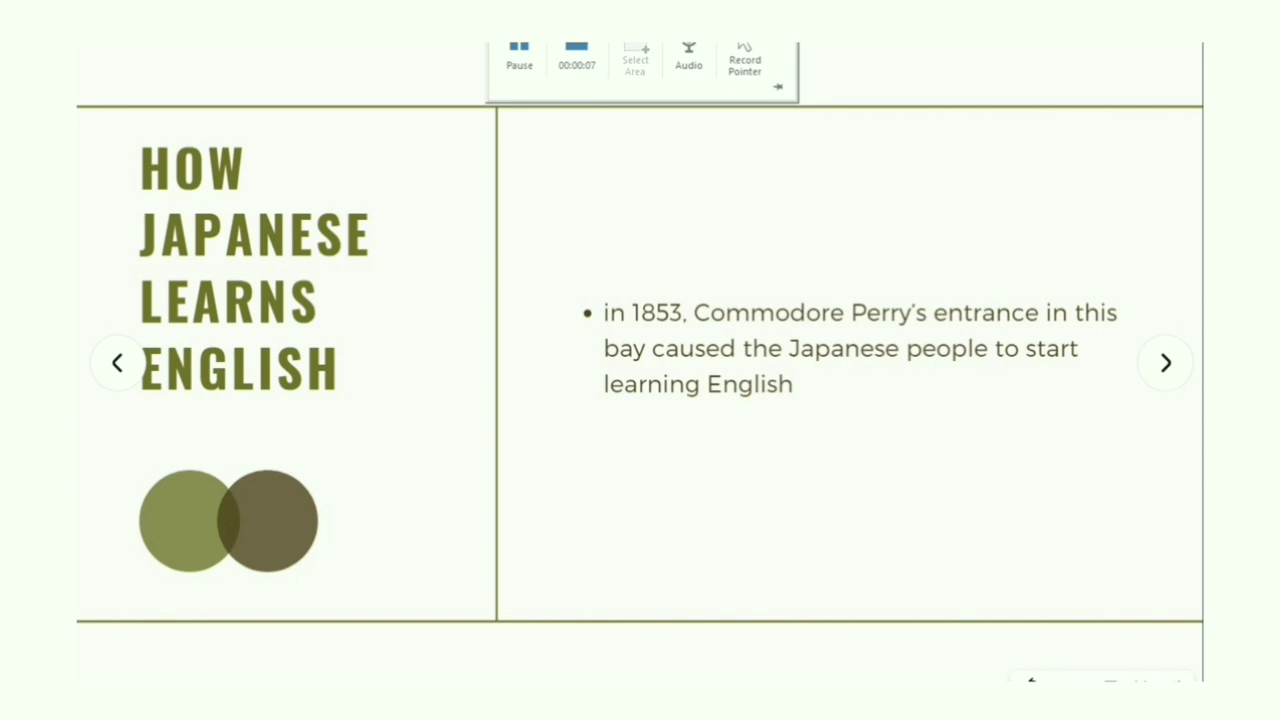 Pause
00:00:07
Select
Area
Audio
Record
Pointer
HOW
JAPANESE
LEARNS
ENGLISH
• in 1853, Commodore Perry's entrance in this
bay caused the Japanese people to start
learning English